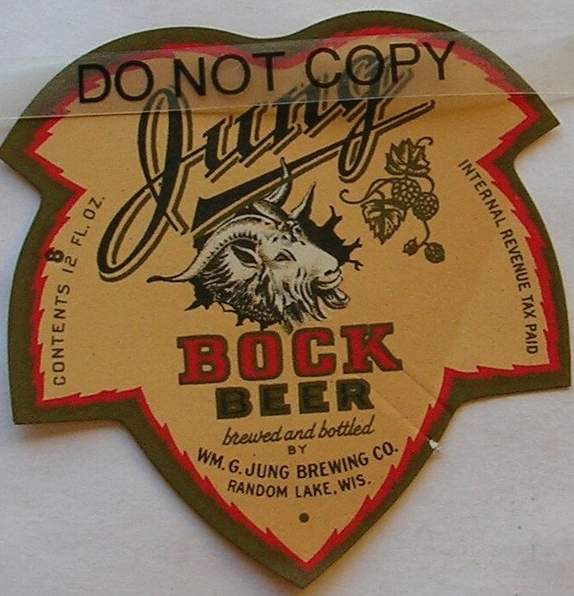 DO NOT COPY
Jung
CONTENTS 12 FL. OZ.
8
INTERNAL REVENUE TAX PAID
BOCK
BEER
brewed and bottled
BY
WM. G. JUNG BREWING CO.
RANDOM LAKE, WIS.